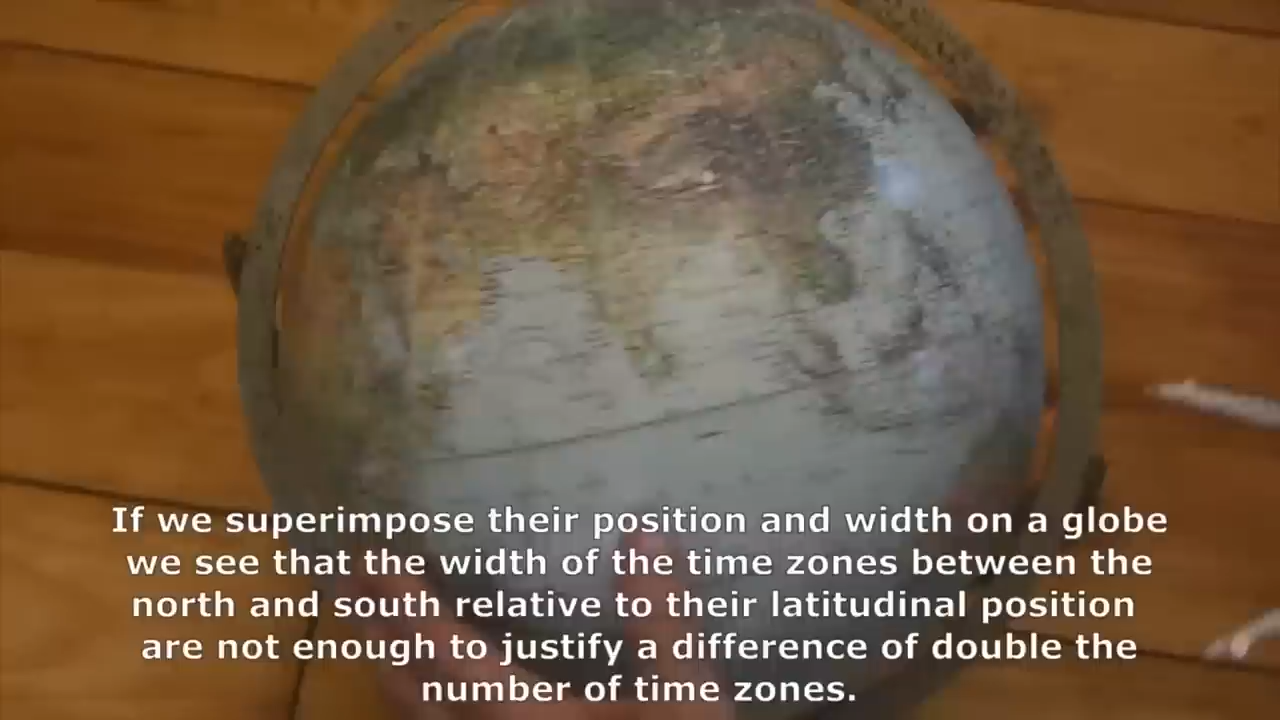 If we superimpose their position and width on a globe
we see that the width of the time zones between the
north and south relative to their latitudinal position
are not enough to justify a difference of double the
number of time zones.